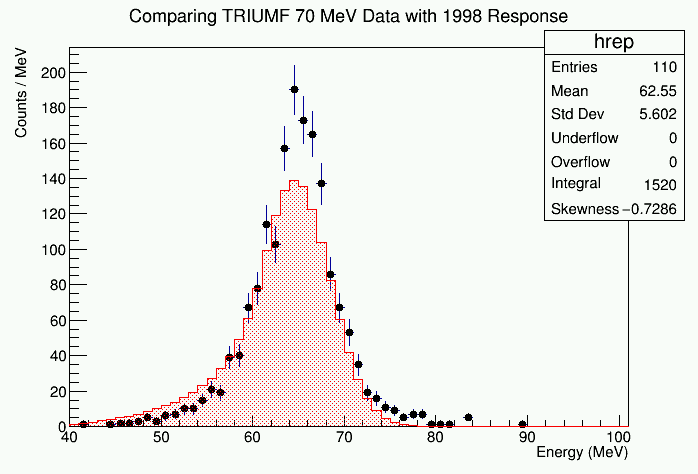 Comparing TRIUMF 70 MeV Data with 1998 Response
hrep
Entries 110
Mean 62.55
Std Dev 5.602
Underflow 0
Overflow 0
Integral 1520
Skewness −0.7286
Counts / MeV
200
180
160
140
120
100
80
60
40
20
0
40 50 60 70 80 90 100
Energy (MeV)